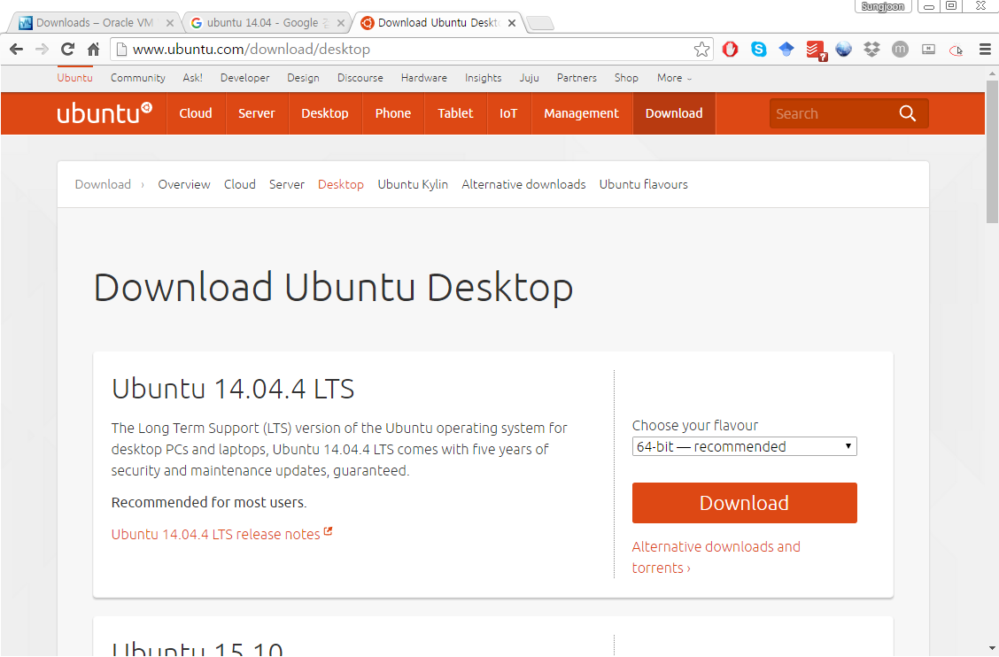 Sungjoon
Downloads – Oracle VM
ubuntu 14.04 - Google
Download Ubuntu Deskt
www.ubuntu.com/download/desktop
Ubuntu Community Ask! Developer Design Discourse Hardware Insights Juju Partners Shop More
ubuntu Cloud Server Desktop Phone Tablet IoT Management Download Search
Download › Overview Cloud Server Desktop Ubuntu Kylin Alternative downloads Ubuntu flavours
Download Ubuntu Desktop
Ubuntu 14.04.4 LTS
The Long Term Support (LTS) version of the Ubuntu operating system for
desktop PCs and laptops, Ubuntu 14.04.4 LTS comes with five years of
security and maintenance updates, guaranteed.
Recommended for most users.
Ubuntu 14.04.4 LTS release notes
Choose your flavour
64-bit — recommended
Download
Alternative downloads and
torrents ›
Ubuntu 15.10